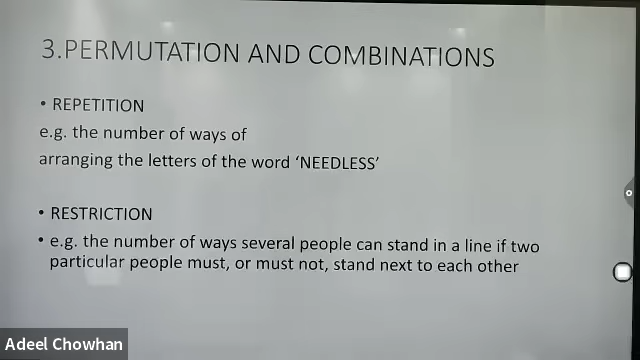 3.PERMUTATION AND COMBINATIONS
• REPETITION
e.g. the number of ways of
arranging the letters of the word ‘NEEDLESS’
• RESTRICTION
• e.g. the number of ways several people can stand in a line if two
particular people must, or must not, stand next to each other
Adeel Chowhan